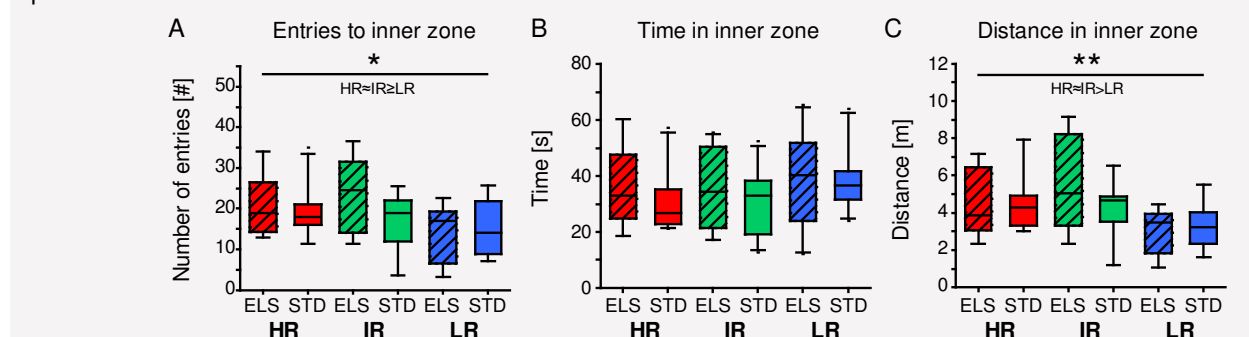 A Entries to inner zone
*
HR≈IR≥LR
Number of entries [#]
50
40
30
20
10
0
ELS STD ELS STD ELS STD
HR IR LR
B Time in inner zone
Time [s]
80
60
40
20
0
ELS STD ELS STD ELS STD
HR IR LR
C Distance in inner zone
**
HR≈IR>LR
Distance [m]
12
10
8
6
4
2
0
ELS STD ELS STD ELS STD
HR IR LR